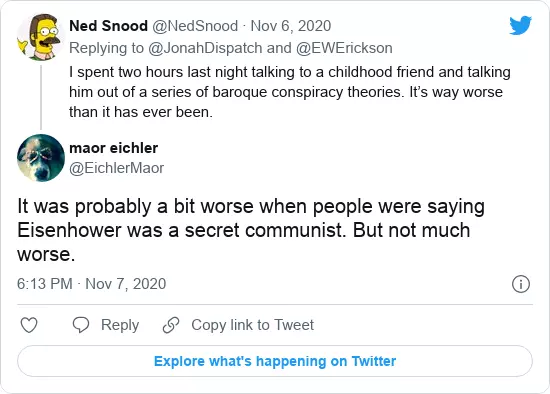 Ned Snood @NedSnood · Nov 6, 2020
Replying to @JonahDispatch and @EWErickson
I spent two hours last night talking to a childhood friend and talking
him out of a series of baroque conspiracy theories. It’s way worse
than it has ever been.
maor eichler
@EichlerMaor
It was probably a bit worse when people were saying
Eisenhower was a secret communist. But not much
worse.
6:13 PM · Nov 7, 2020
Reply
Copy link to Tweet
Explore what's happening on Twitter